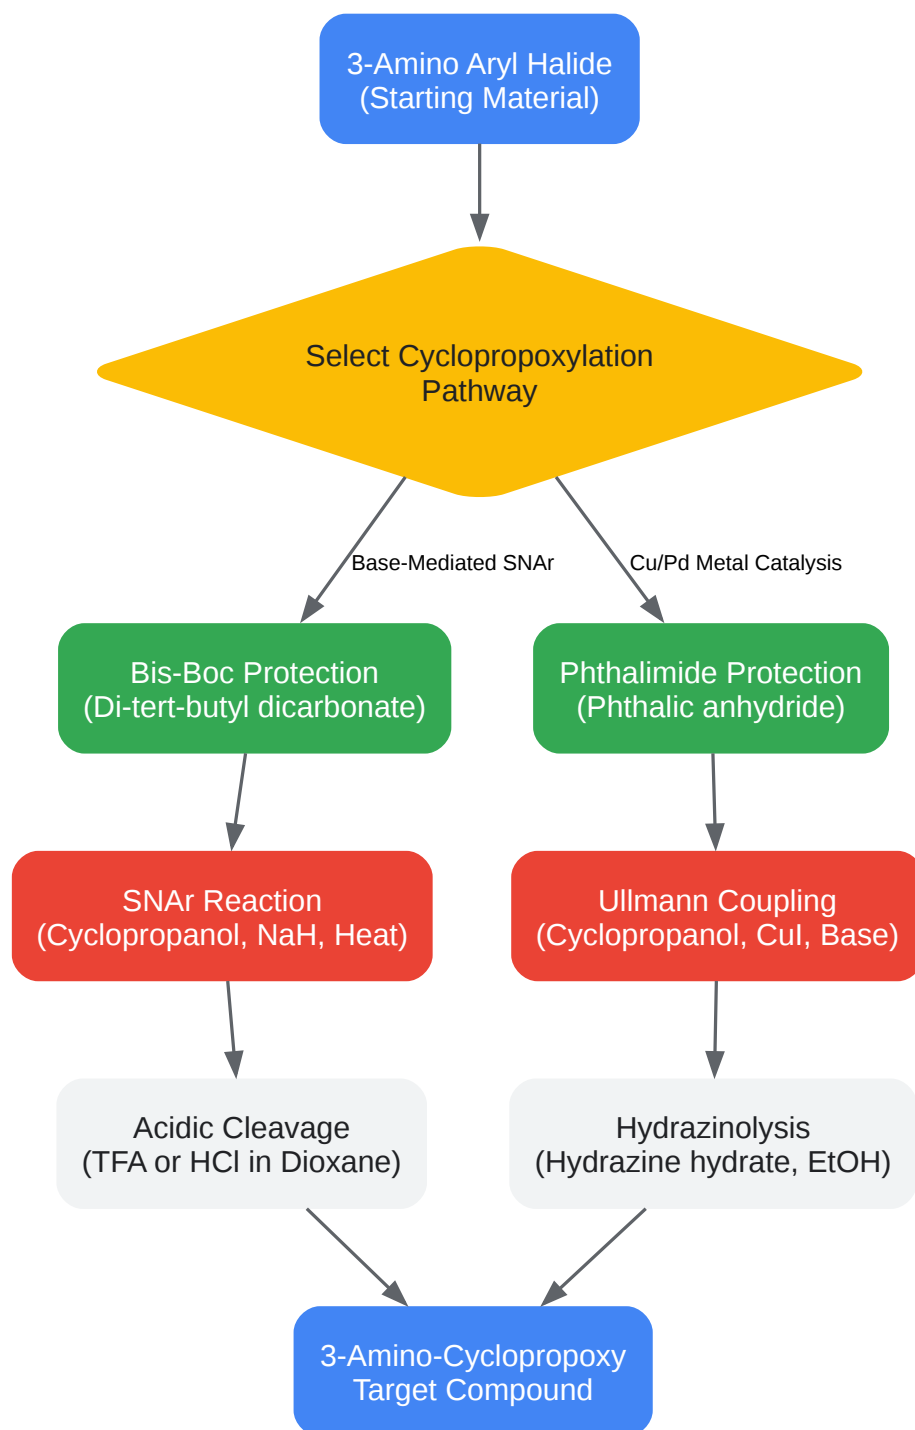 3-Amino Aryl Halide
(Starting Material)
Select Cyclopropoxylation
Pathway
Base-Mediated SNAr
Cu/Pd Metal Catalysis
Bis-Boc Protection
(Di-tert-butyl dicarbonate)
Phthalimide Protection
(Phthalic anhydride)
SNAr Reaction
(Cyclopropanol, NaH, Heat)
Ullmann Coupling
(Cyclopropanol, CuI, Base)
Acidic Cleavage
(TFA or HCl in Dioxane)
Hydrazinolysis
(Hydrazine hydrate, EtOH)
3-Amino-Cyclopropoxy
Target Compound